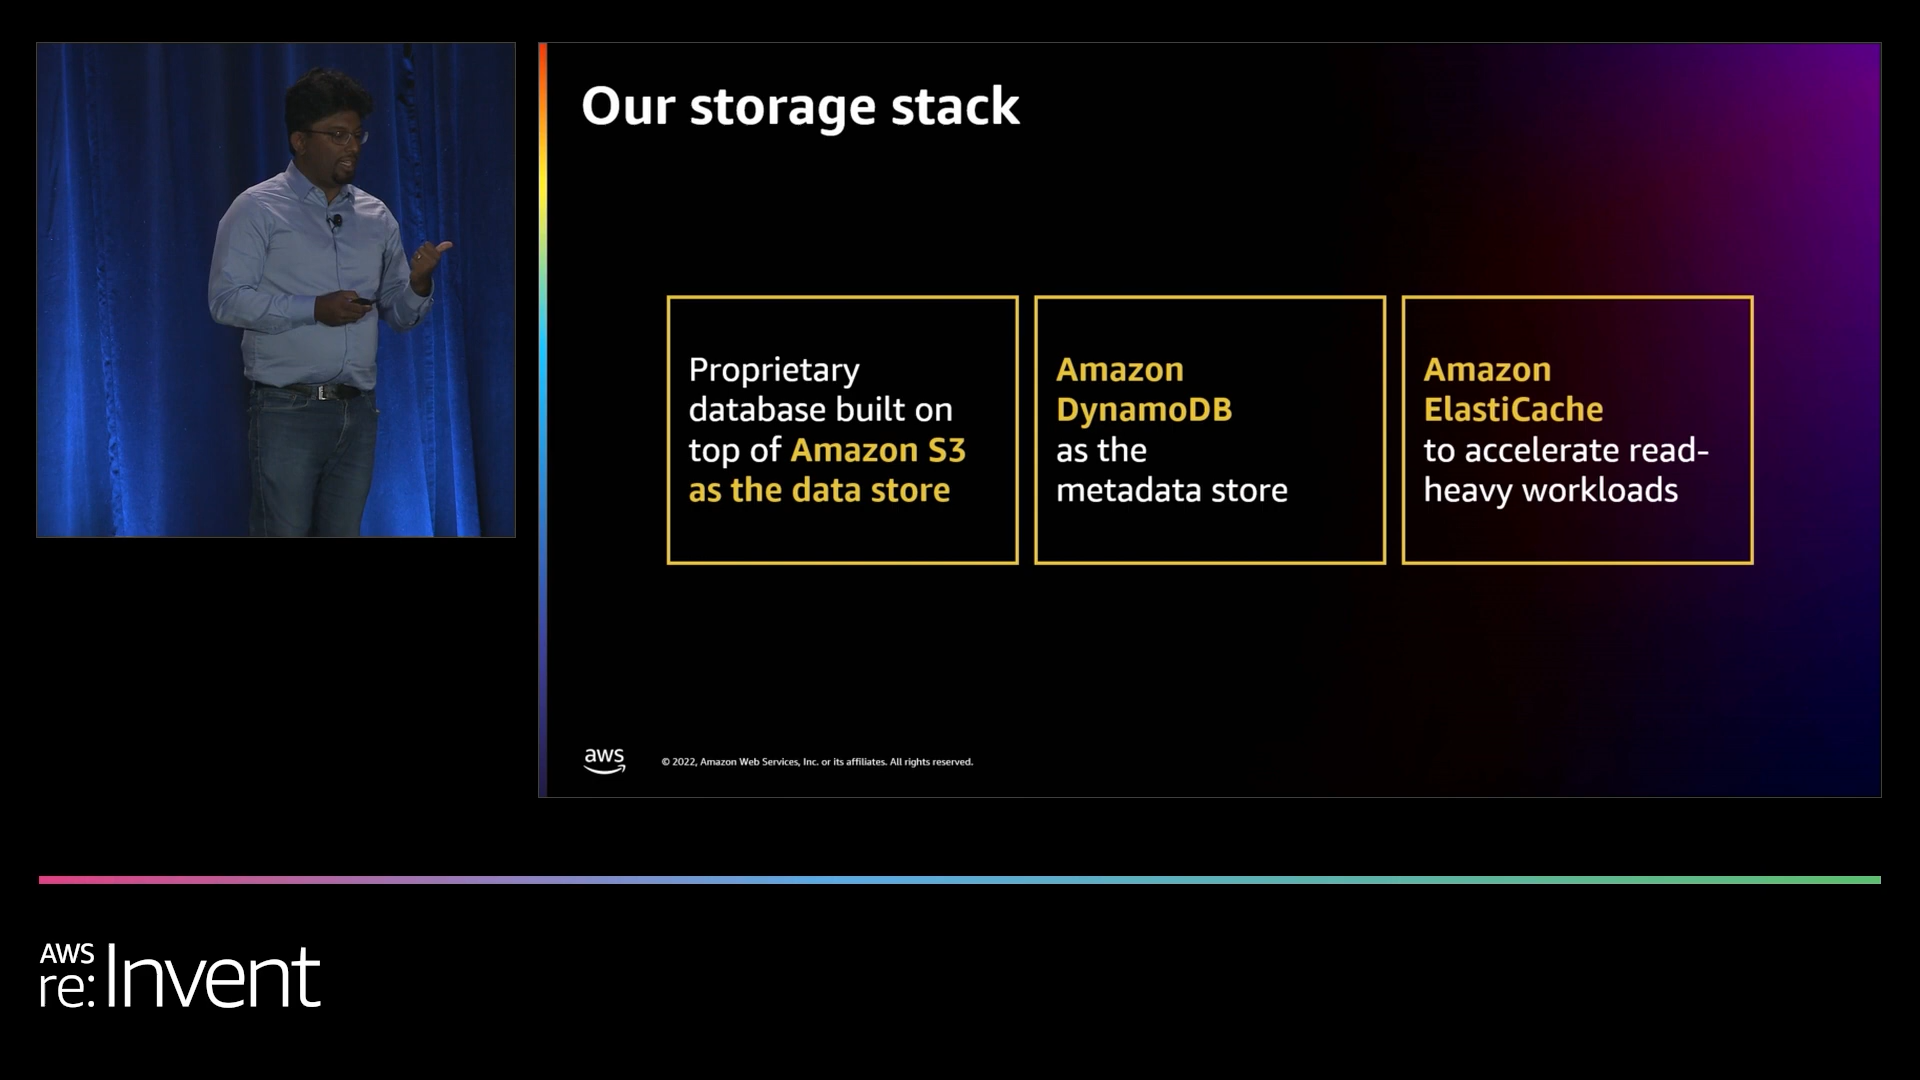 Our storage stack
Proprietary
database built on
top of Amazon S3
as the data store
Amazon
DynamoDB
as the
metadata store
Amazon
ElastiCache
to accelerate read-
heavy workloads
aws
© 2022, Amazon Web Services, Inc. or its affiliates. All rights reserved.
AWS
re:Invent